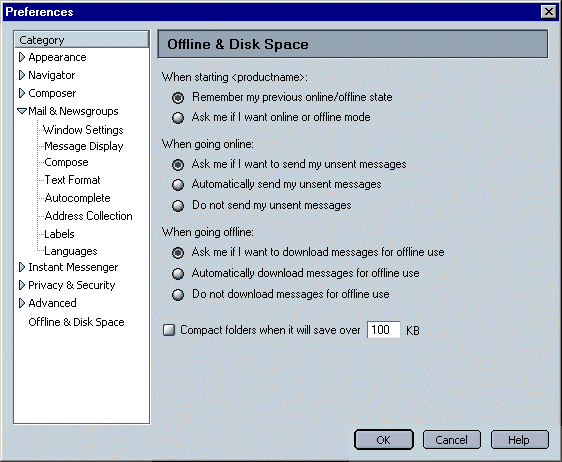 Preferences
Category
Appearance
Navigator
Composer
Mail & Newsgroups
Window Settings
Message Display
Compose
Text Format
Autocomplete
Address Collection
Labels
Languages
Instant Messenger
Privacy & Security
Advanced
Offline & Disk Space
Offline & Disk Space
When starting <productname>:
Remember my previous online/offline state
Ask me if I want online or offline mode
When going online:
Ask me if I want to send my unsent messages
Automatically send my unsent messages
Do not send my unsent messages
When going offline:
Ask me if I want to download messages for offline use
Automatically download messages for offline use
Do not download messages for offline use
Compact folders when it will save over 100 KB
OK Cancel Help